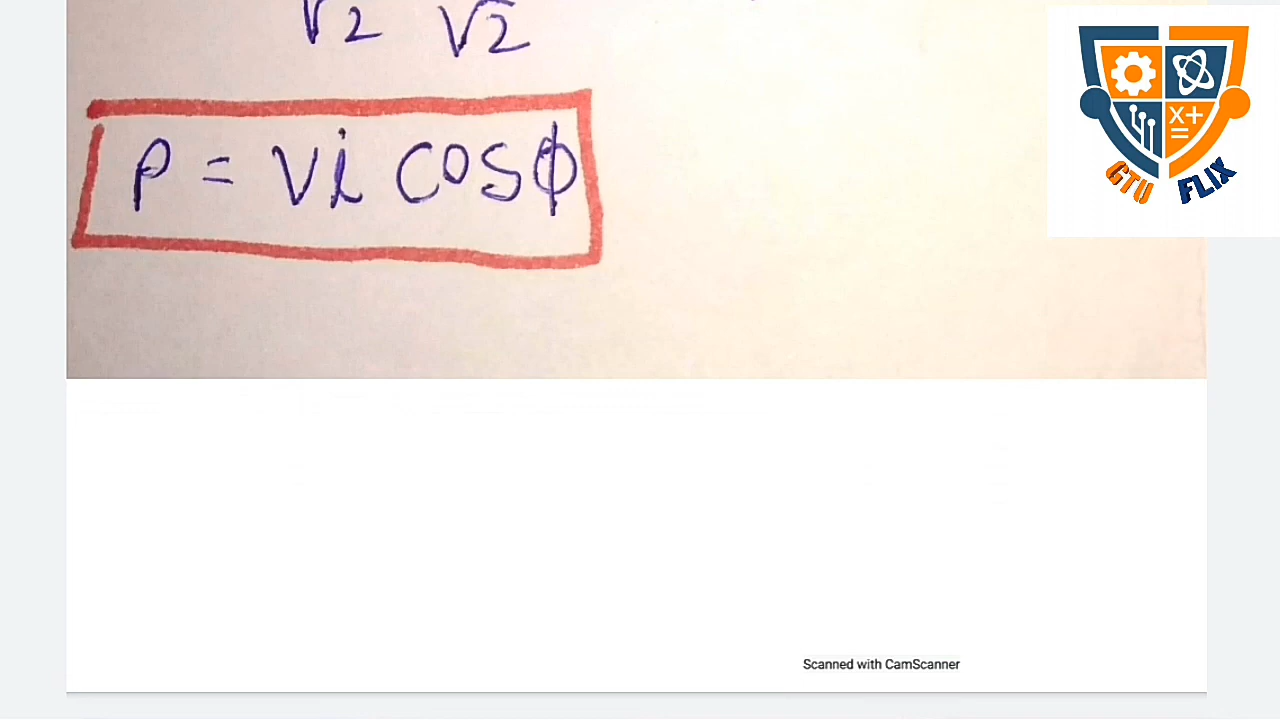 √2 √2
P = Vi cosϕ
X+
=
GTU FLIX
Scanned with CamScanner